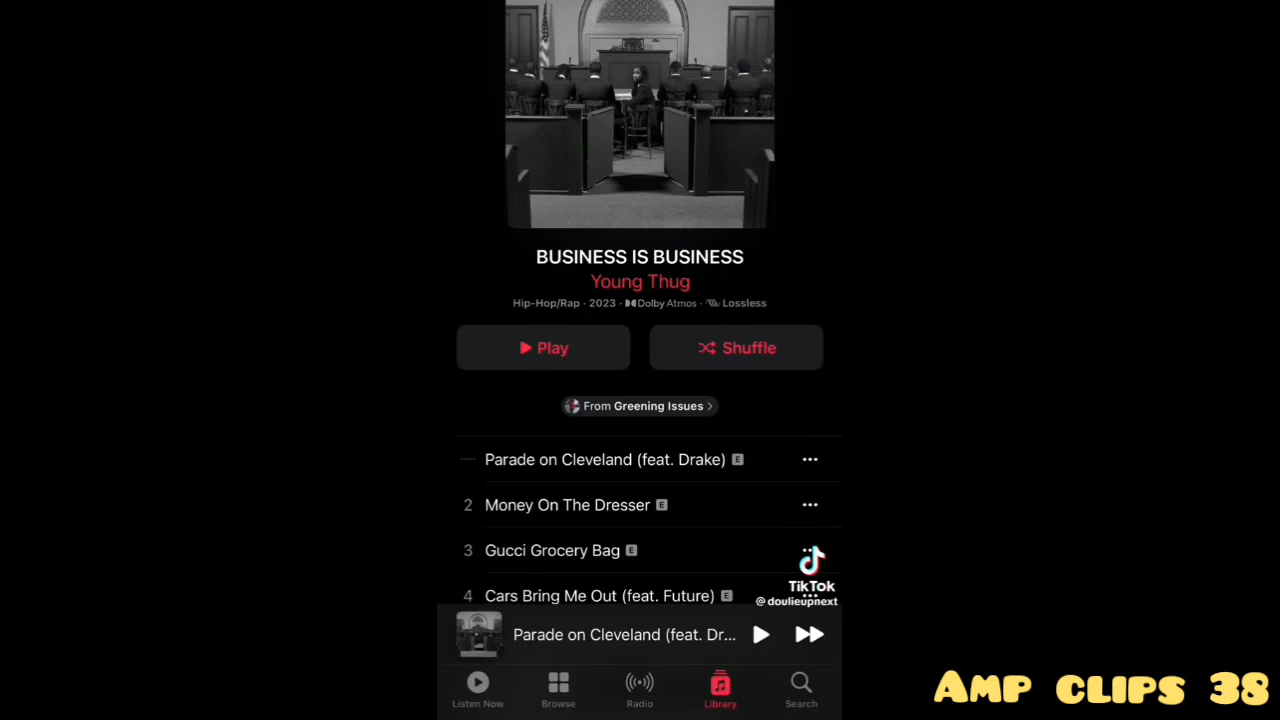 BUSINESS IS BUSINESS
Young Thug
Hip-Hop/Rap · 2023 · Dolby Atmos · Lossless
Play
Shuffle
From Greening Issues >
Parade on Cleveland (feat. Drake) E
2 Money On The Dresser E
3 Gucci Grocery Bag E
4 Cars Bring Me Out (feat. Future) E
TikTok
@doulieupnext
Parade on Cleveland (feat. Dr...
Listen Now
Browse
Radio
Library
Search
AMP CLIPS 38